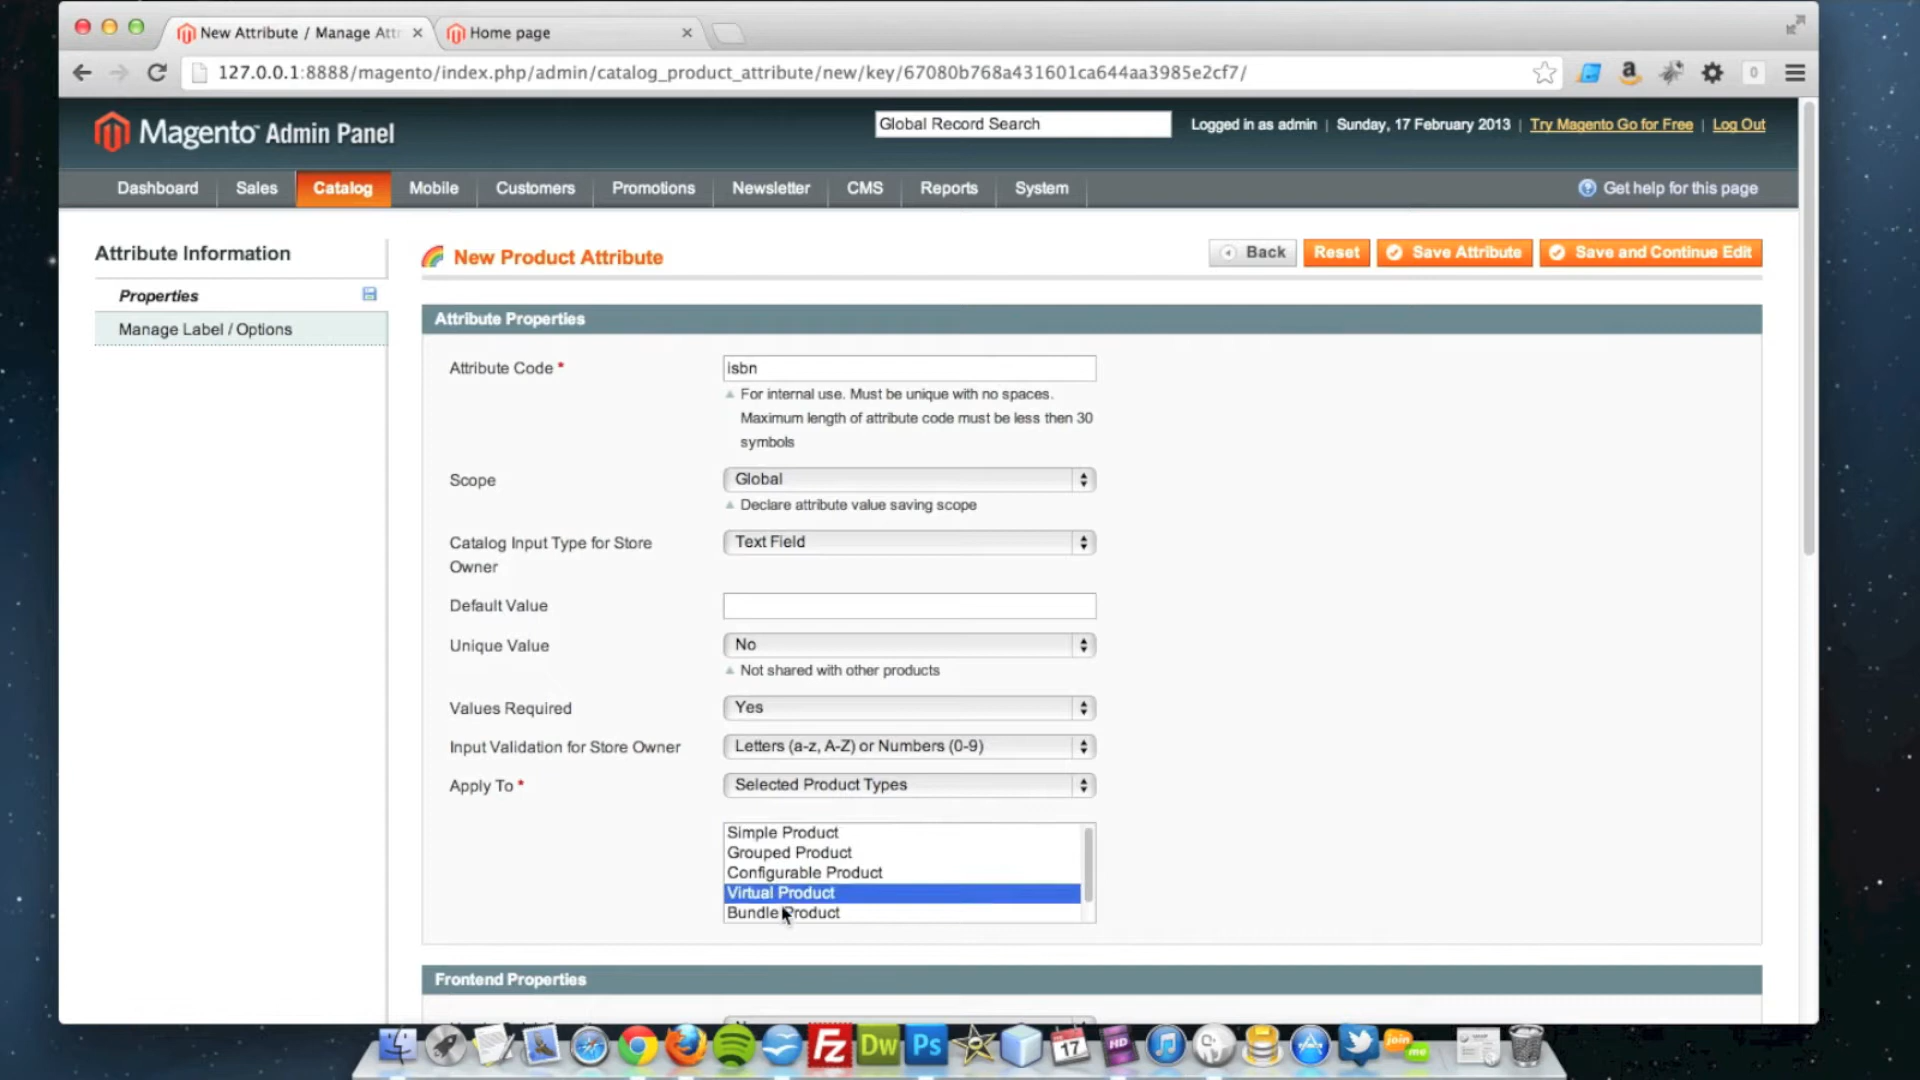 New Attribute / Manage Att
Home page
127.0.0.1:8888/magento/index.php/admin/catalog_product_attribute/new/key/67080b768a431601ca644aa3985e2cf7/
0
Magento Admin Panel
Global Record Search
Logged in as admin | Sunday, 17 February 2013 | Try Magento Go for Free | Log Out
Dashboard Sales Catalog Mobile Customers Promotions Newsletter CMS Reports System
Get help for this page
Attribute Information
Properties
Manage Label / Options
New Product Attribute
Back Reset Save Attribute Save and Continue Edit
Attribute Properties
Attribute Code * isbn
For internal use. Must be unique with no spaces.
Maximum length of attribute code must be less then 30
symbols
Scope Global
Declare attribute value saving scope
Catalog Input Type for Store
Owner
Text Field
Default Value
Unique Value No
Not shared with other products
Values Required Yes
Input Validation for Store Owner Letters (a-z, A-Z) or Numbers (0-9)
Apply To * Selected Product Types
Simple Product
Grouped Product
Configurable Product
Virtual Product
Bundle Product
Frontend Properties
Fz Dw Ps 17 HD join me